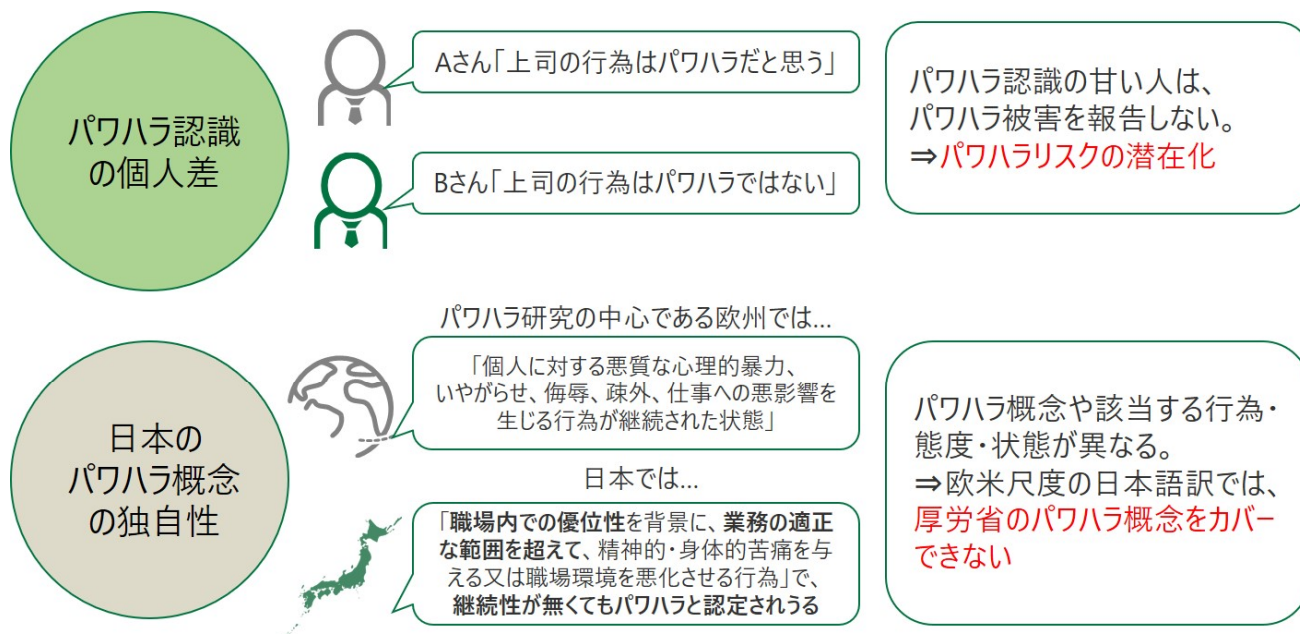 パワハラ認識
の個人差
Aさん「上司の行為はパワハラだと思う」
Bさん「上司の行為はパワハラではない」
パワハラ認識の甘い人は、
パワハラ被害を報告しない。
⇒パワハラリスクの潜在化
日本の
パワハラ概念
の独自性
パワハラ研究の中心である欧州では…
「個人に対する悪質な心理的暴力、
いやがらせ、侮辱、疎外、仕事への悪影響を
生じる行為が継続された状態」
日本では…
「職場内での優位性を背景に、業務の適正
な範囲を超えて、精神的・身体的苦痛を与
える又は職場環境を悪化させる行為」で、
継続性が無くてもパワハラと認定されうる
パワハラ概念や該当する行為・
態度・状態が異なる。
⇒欧米尺度の日本語訳では、
厚労省のパワハラ概念をカバー
できない